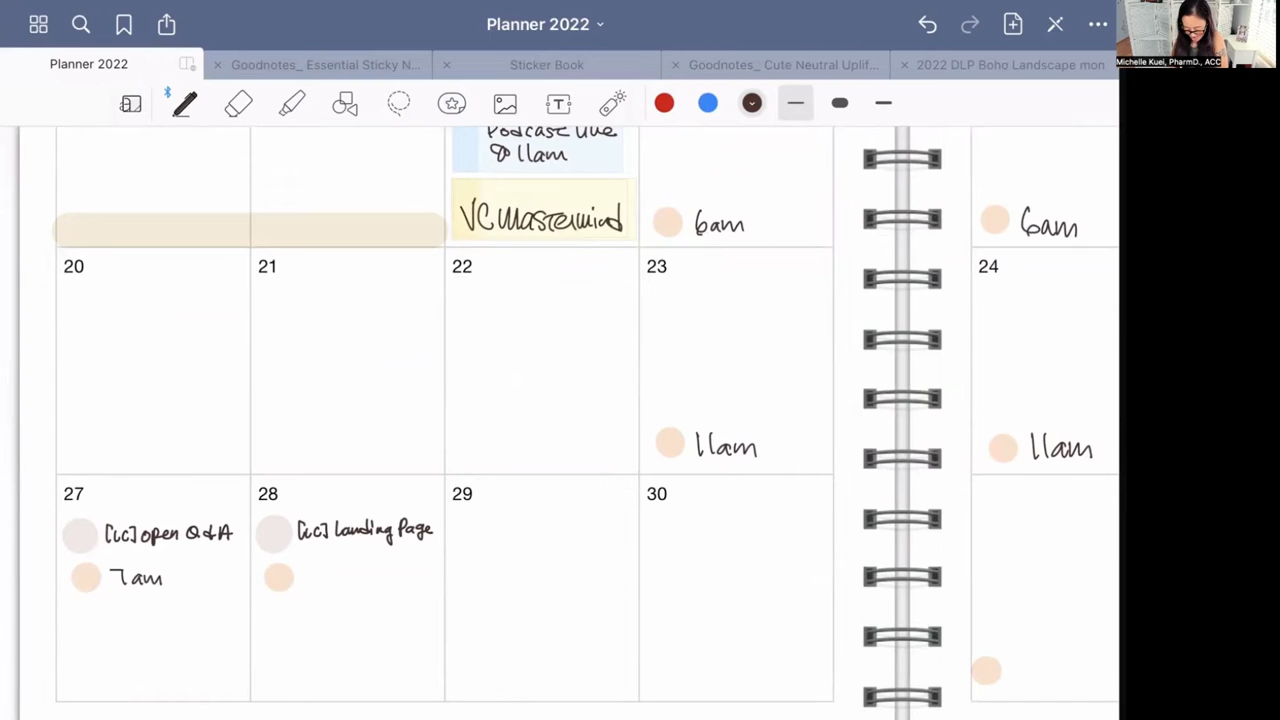 Planner 2022
Planner 2022
Goodnotes_ Essential Sticky N...
Sticker Book
Goodnotes_ Cute Neutral Uplif...
2022 DLP Boho Landscape mon
Michelle Kuei, PharmD., ACC
Podcast Live
@ 11am
VC Mastermind
6am
6am
20
21
22
23
24
11am
11am
27
28
29
30
[LC] open Q&A
[LC] Landing Page
7am